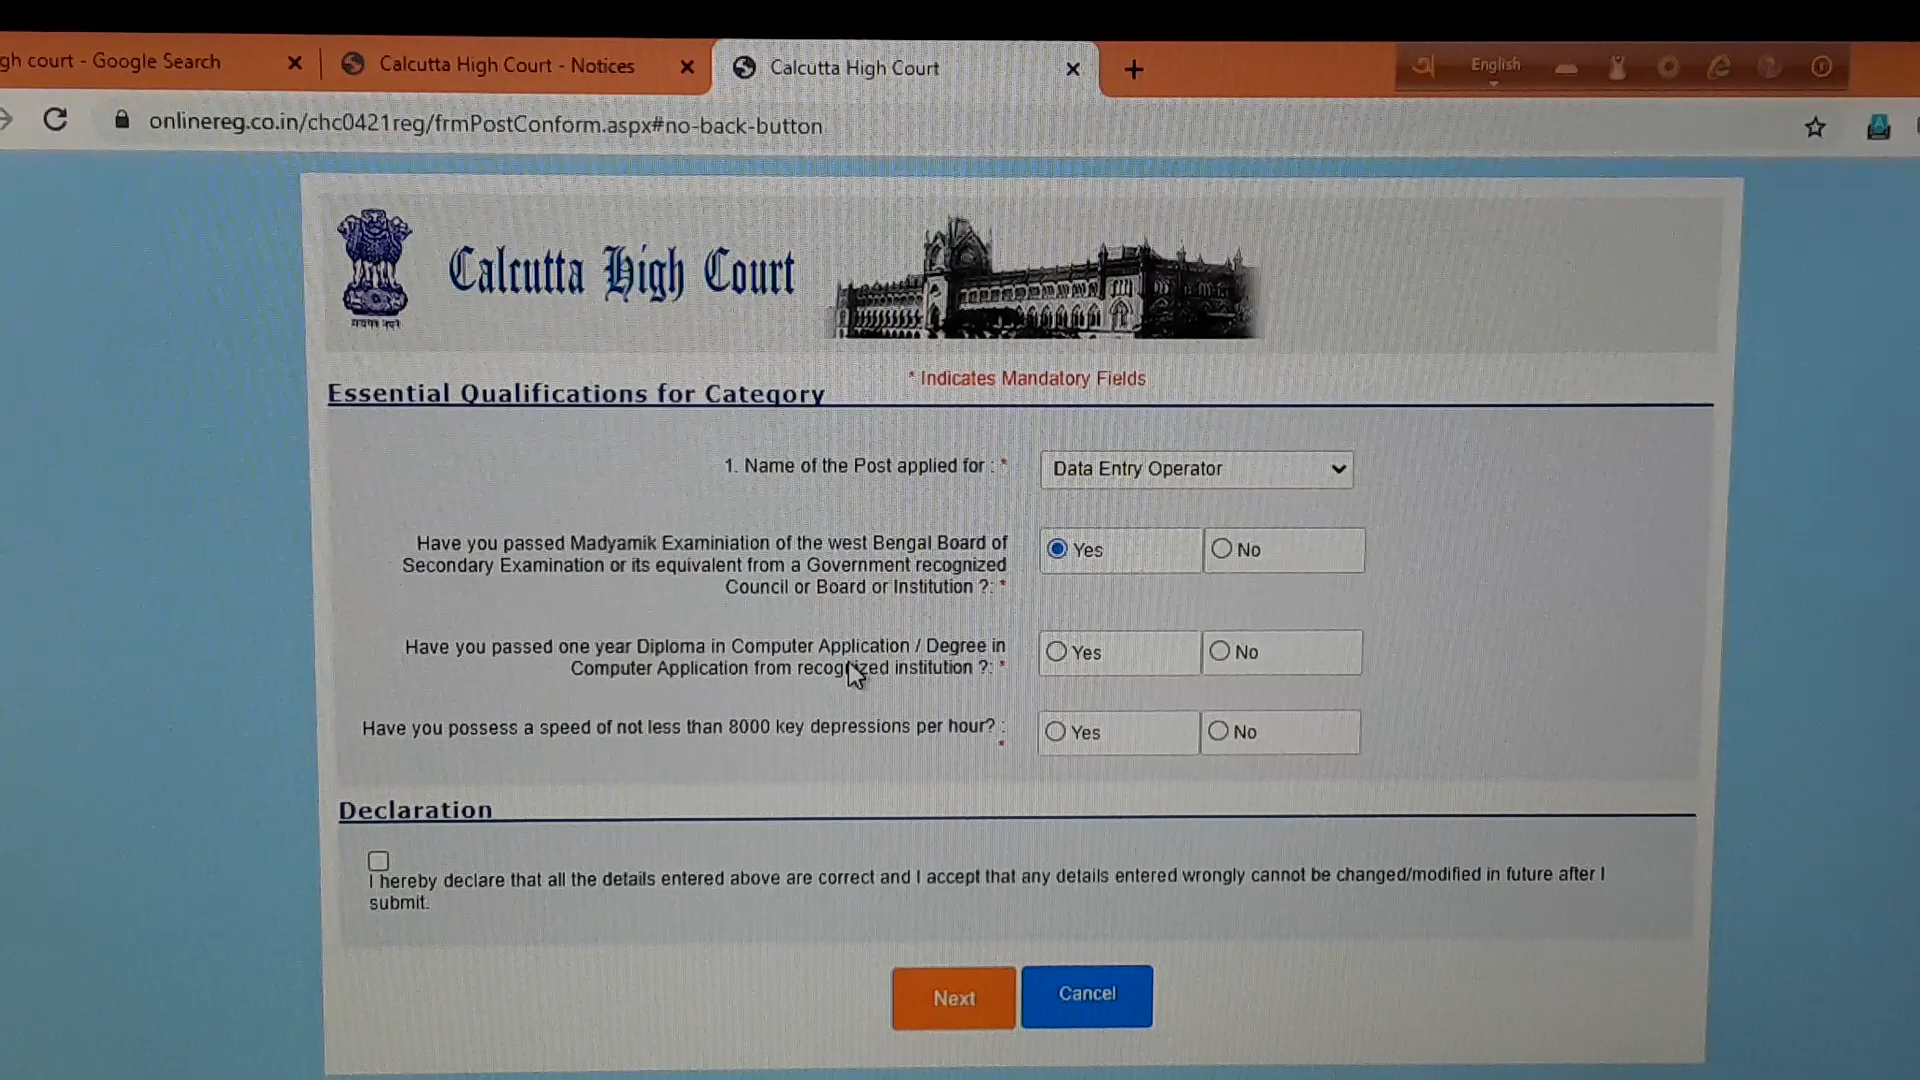 gh court - Google Search
Calcutta High Court - Notices
Calcutta High Court
English
onlinereg.co.in/chc0421reg/frmPostConform.aspx#no-back-button
Calcutta High Court
* Indicates Mandatory Fields
Essential Qualifications for Category
1. Name of the Post applied for : *
Data Entry Operator
Have you passed Madyamik Examiniation of the west Bengal Board of
Secondary Examination or its equivalent from a Government recognized
Council or Board or Institution ?: *
Yes
No
Have you passed one year Diploma in Computer Application / Degree in
Computer Application from recognized institution ?: *
Yes
No
Have you possess a speed of not less than 8000 key depressions per hour? :
*
Yes
No
Declaration
I hereby declare that all the details entered above are correct and I accept that any details entered wrongly cannot be changed/modified in future after I
submit.
Next
Cancel